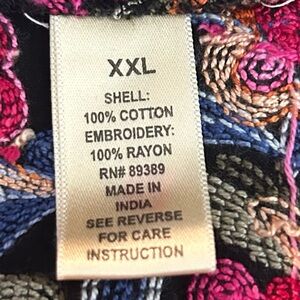 XXL
SHELL:
100% COTTON
EMBROIDERY:
100% RAYON
RN# 89389
MADE IN
INDIA
SEE REVERSE
FOR CARE
INSTRUCTION